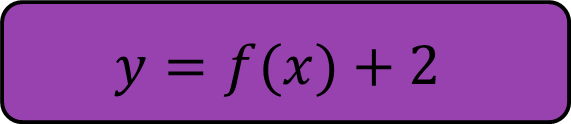 y = f(x) + 2